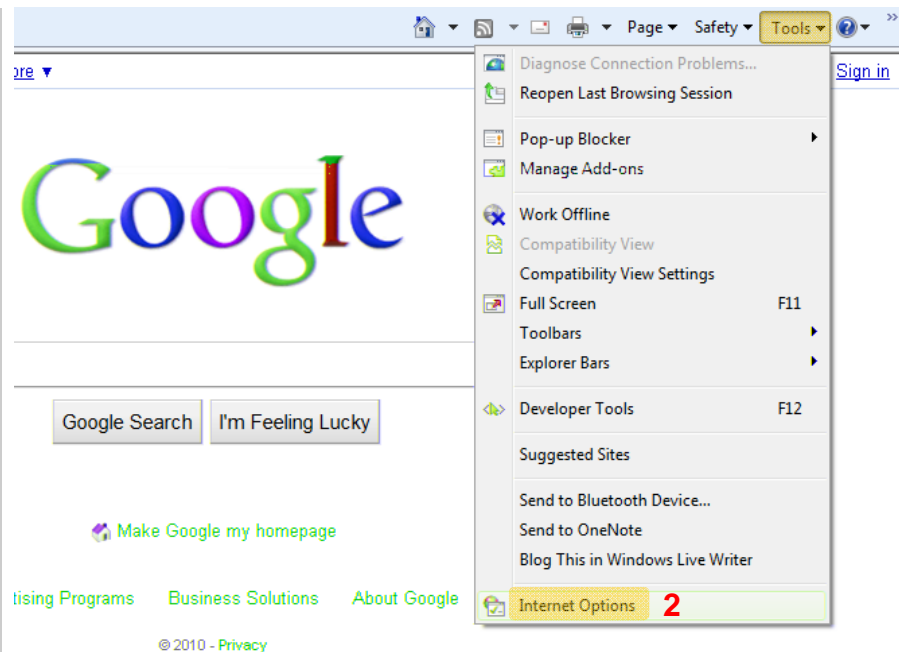 Page Safety Tools »
ore ▼ Sign in
Diagnose Connection Problems...
Reopen Last Browsing Session
Pop-up Blocker
Manage Add-ons
Google
Work Offline
Compatibility View
Compatibility View Settings
Full Screen F11
Toolbars
Explorer Bars
Google Search I'm Feeling Lucky
Developer Tools F12
Suggested Sites
Send to Bluetooth Device...
Make Google my homepage
Send to OneNote
Blog This in Windows Live Writer
tising Programs Business Solutions About Google
Internet Options 2
© 2010 - Privacy